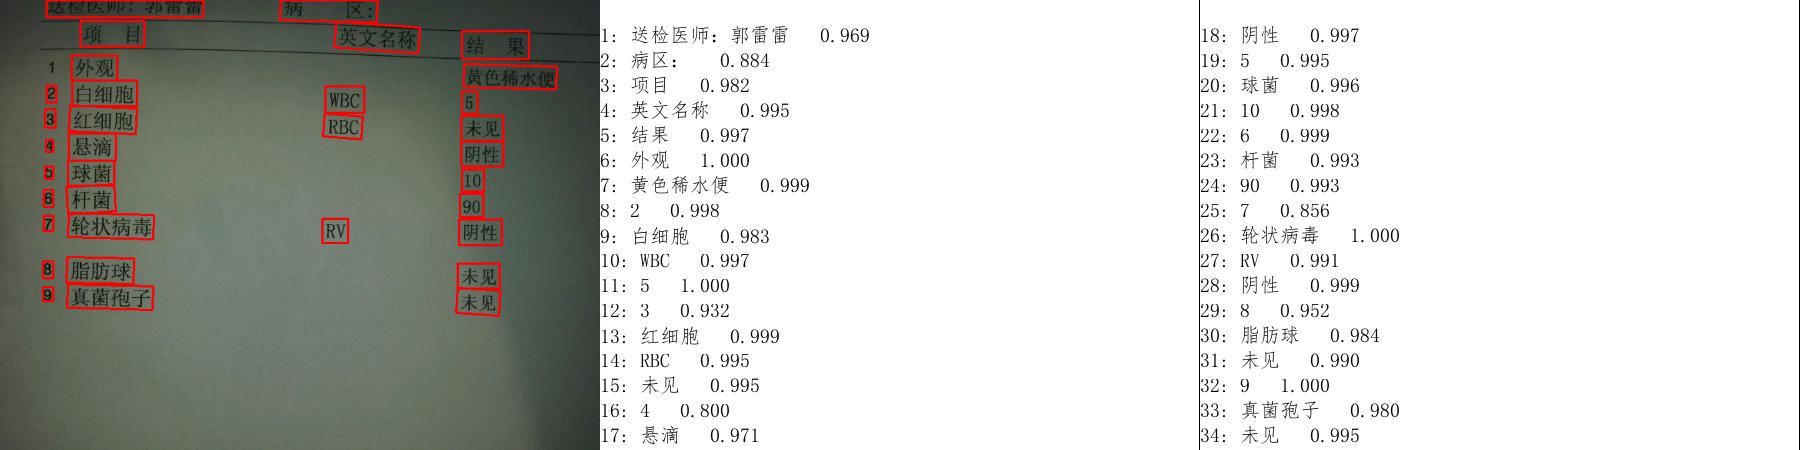 送检医师：郭雷雷 病 区：
项 目 英文名称 结 果
1 外观 黄色稀水便
2 白细胞 WBC 5
3 红细胞 RBC 未见
4 悬滴 阴性
5 球菌 10
6 杆菌 90
7 轮状病毒 RV 阴性
8 脂肪球 未见
9 真菌孢子 未见
1: 送检医师：郭雷雷 0.969
2: 病区： 0.884
3: 项目 0.982
4: 英文名称 0.995
5: 结果 0.997
6: 外观 1.000
7: 黄色稀水便 0.999
8: 2 0.998
9: 白细胞 0.983
10: WBC 0.997
11: 5 1.000
12: 3 0.932
13: 红细胞 0.999
14: RBC 0.995
15: 未见 0.995
16: 4 0.800
17: 悬滴 0.971
18: 阴性 0.997
19: 5 0.995
20: 球菌 0.996
21: 10 0.998
22: 6 0.999
23: 杆菌 0.993
24: 90 0.993
25: 7 0.856
26: 轮状病毒 1.000
27: RV 0.991
28: 阴性 0.999
29: 8 0.952
30: 脂肪球 0.984
31: 未见 0.990
32: 9 1.000
33: 真菌孢子 0.980
34: 未见 0.995